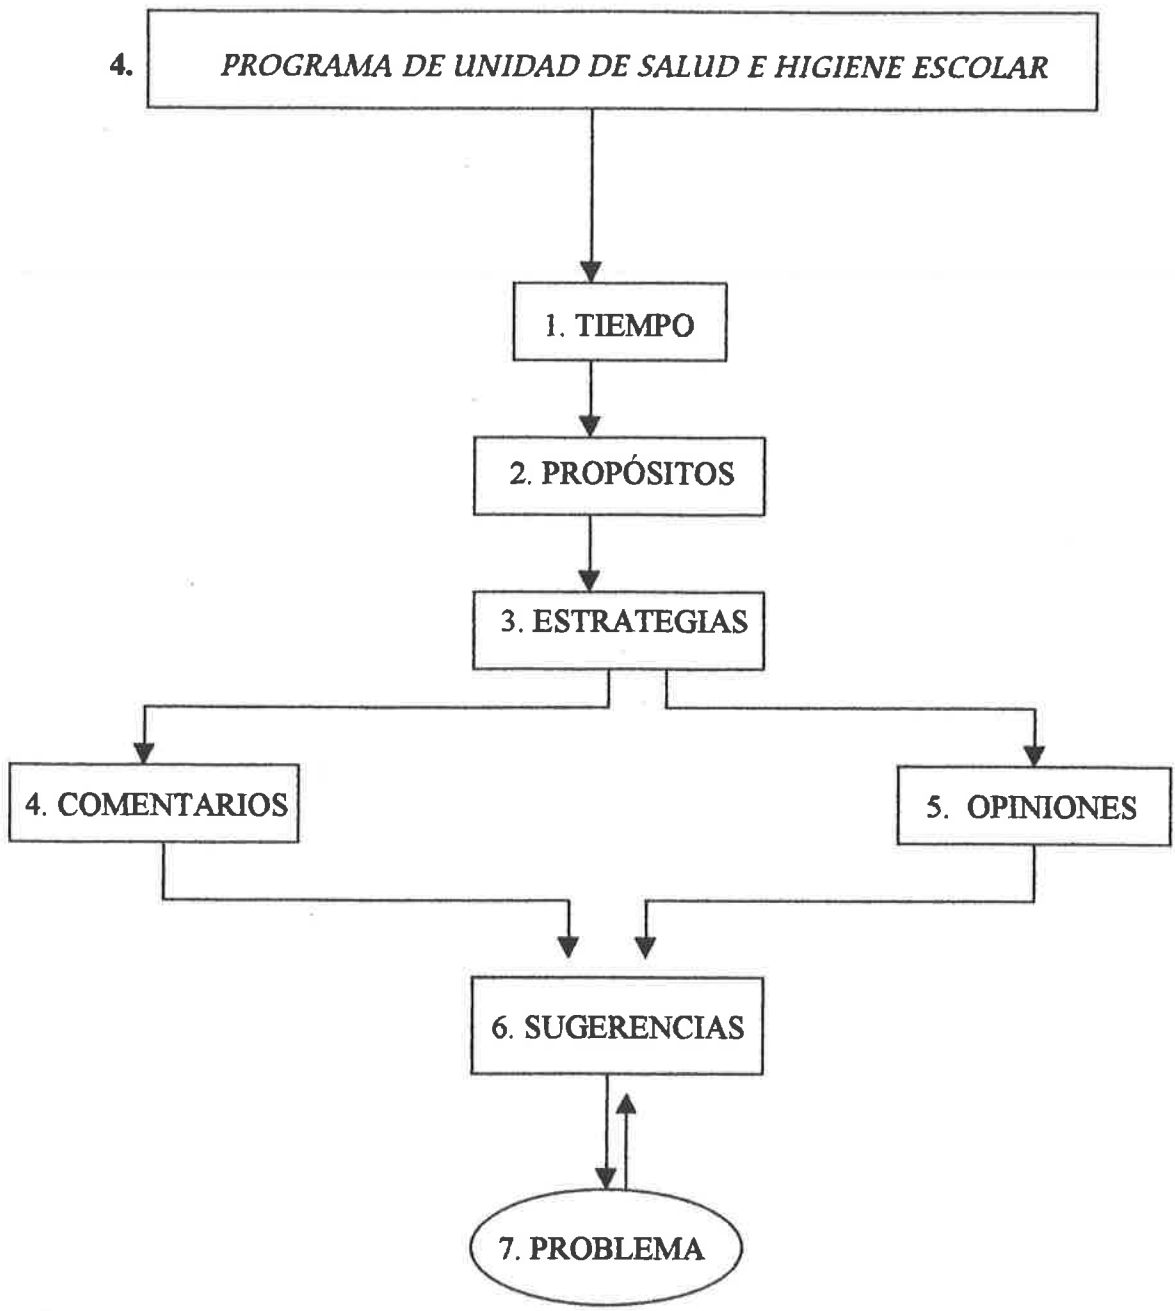 4. PROGRAMA DE UNIDAD DE SALUD E HIGIENE ESCOLAR
1. TIEMPO
2. PROPÓSITOS
3. ESTRATEGIAS
4. COMENTARIOS
5. OPINIONES
6. SUGERENCIAS
7. PROBLEMA